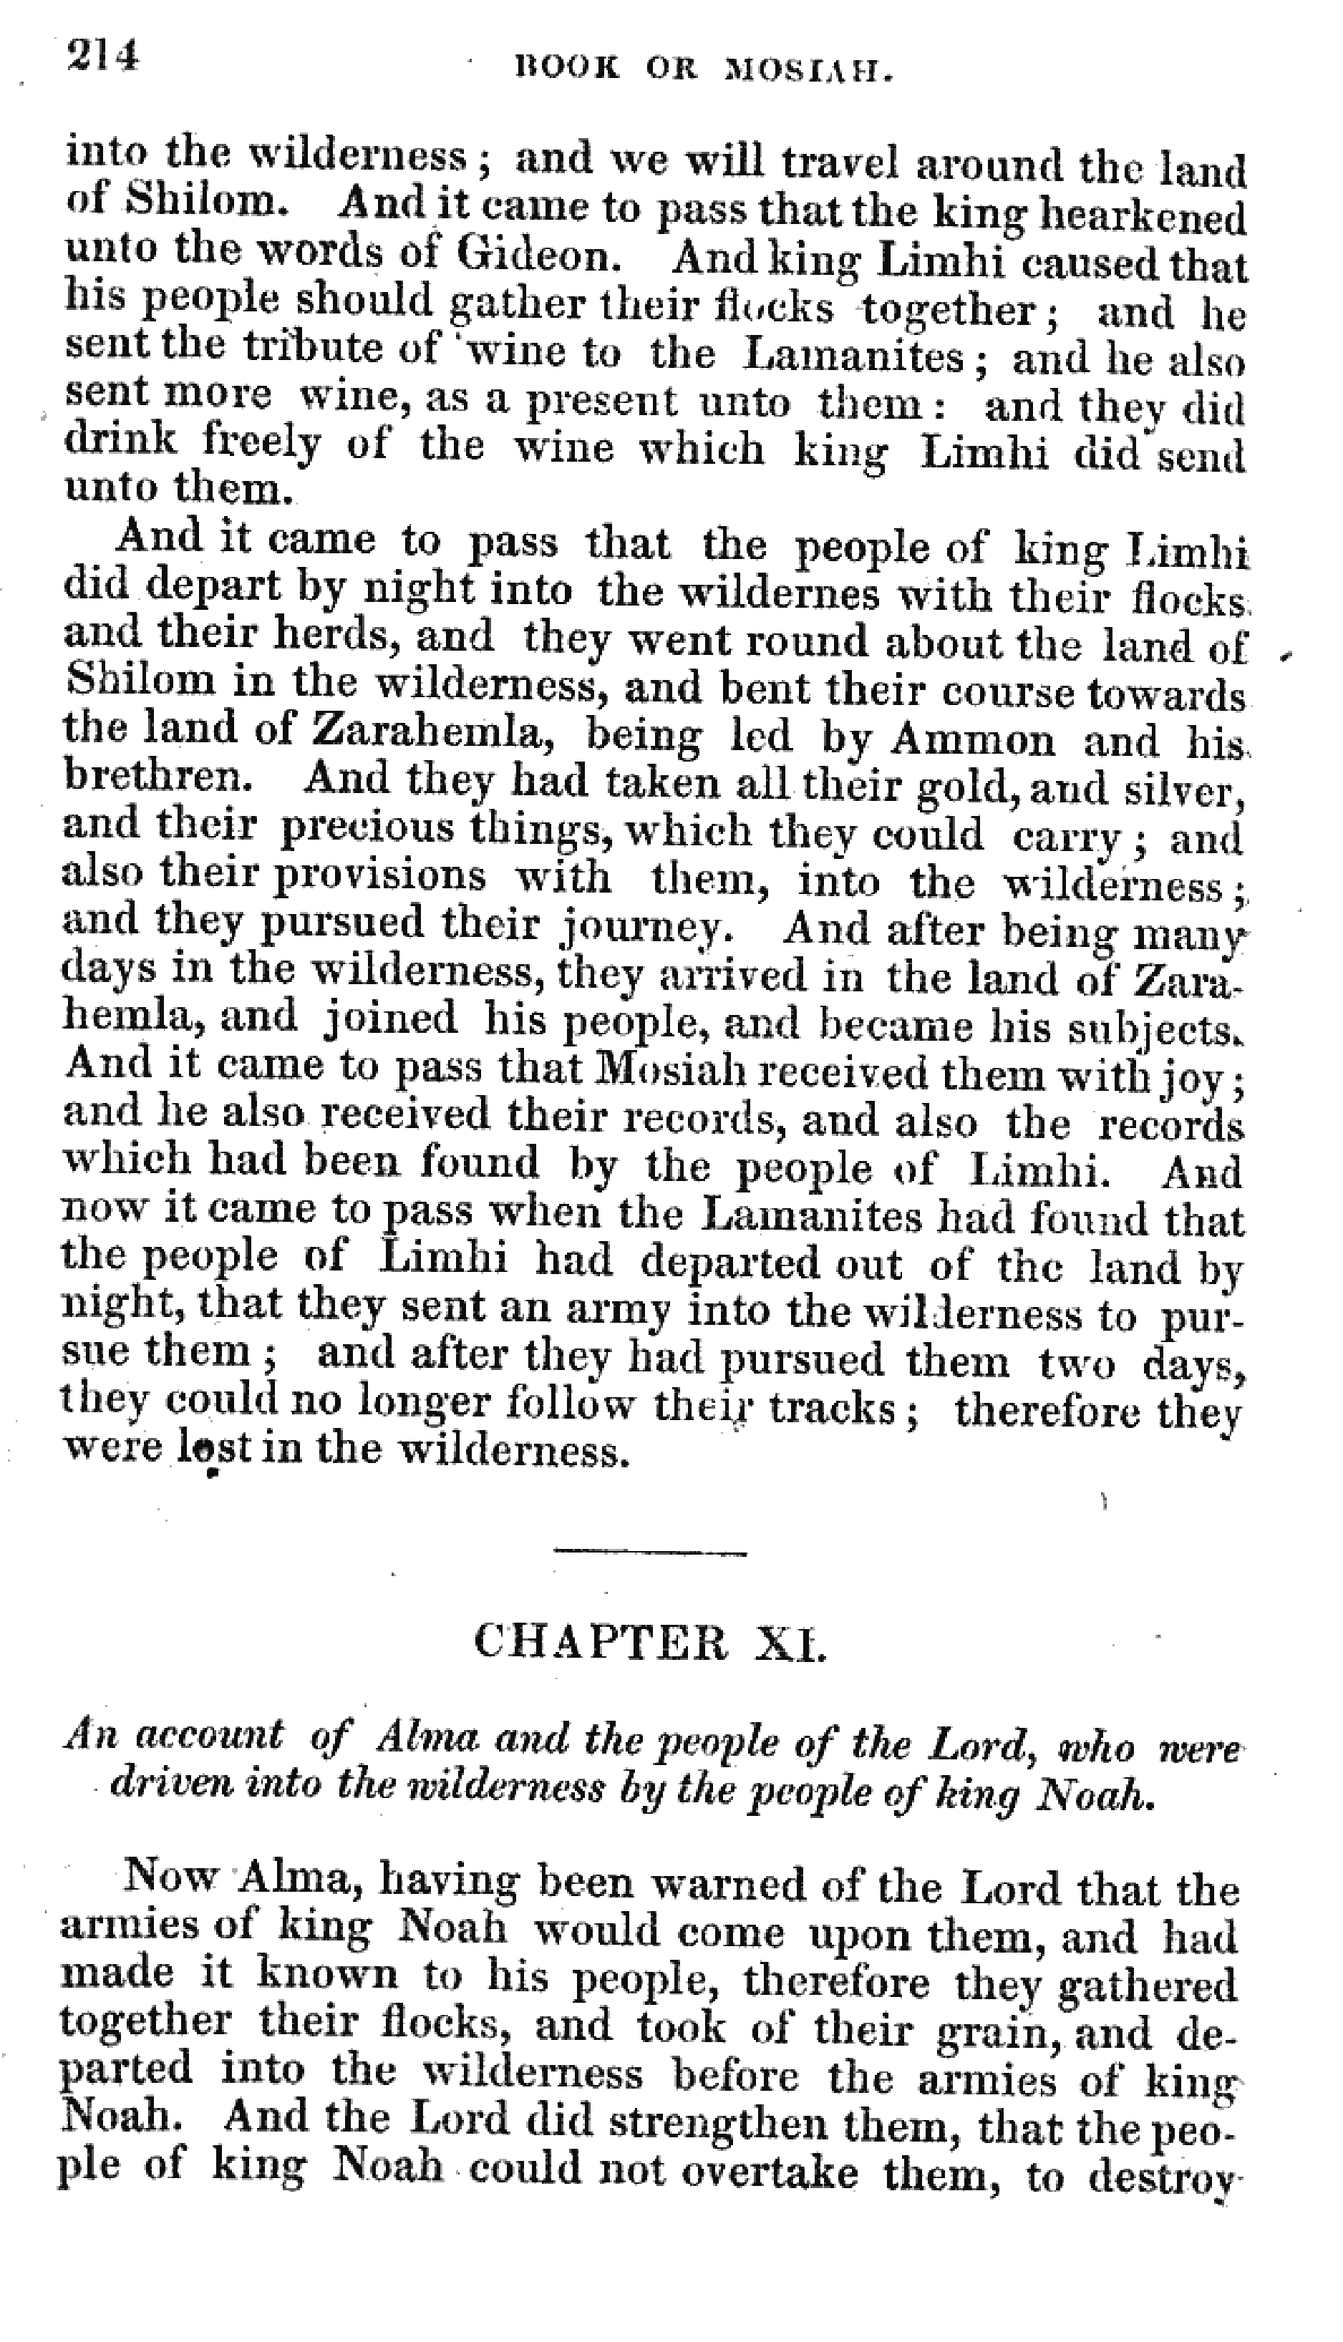 214
BOOK OR MOSIAH.
into the wilderness; and we will travel around the land
of Shilom. And it came to pass that the king hearkened
unto the words of Gideon. And king Limhi caused that
his people should gather their flocks together; and he
sent the tribute of wine to the Lamanites; and he also
sent more wine, as a present unto them: and they did
drink freely of the wine which king Limhi did send
unto them.
And it came to pass that the people of king Limhi
did depart by night into the wildernes with their flocks
and their herds, and they went round about the land of
Shilom in the wilderness, and bent their course towards
the land of Zarahemla, being led by Ammon and his
brethren. And they had taken all their gold, and silver,
and their precious things, which they could carry; and
also their provisions with them, into the wilderness;
and they pursued their journey. And after being many
days in the wilderness, they arrived in the land of Zara-
hemla, and joined his people, and became his subjects.
And it came to pass that Mosiah received them with joy;
and he also received their records, and also the records
which had been found by the people of Limhi. And
now it came to pass when the Lamanites had found that
the people of Limhi had departed out of the land by
night, that they sent an army into the wilderness to pur-
sue them; and after they had pursued them two days,
they could no longer follow their tracks; therefore they
were lost in the wilderness.
CHAPTER XI.
An account of Alma and the people of the Lord, who were
driven into the wilderness by the people of king Noah.
Now Alma, having been warned of the Lord that the
armies of king Noah would come upon them, and had
made it known to his people, therefore they gathered
together their flocks, and took of their grain, and de-
parted into the wilderness before the armies of king
Noah. And the Lord did strengthen them, that the peo-
ple of king Noah could not overtake them, to destroy